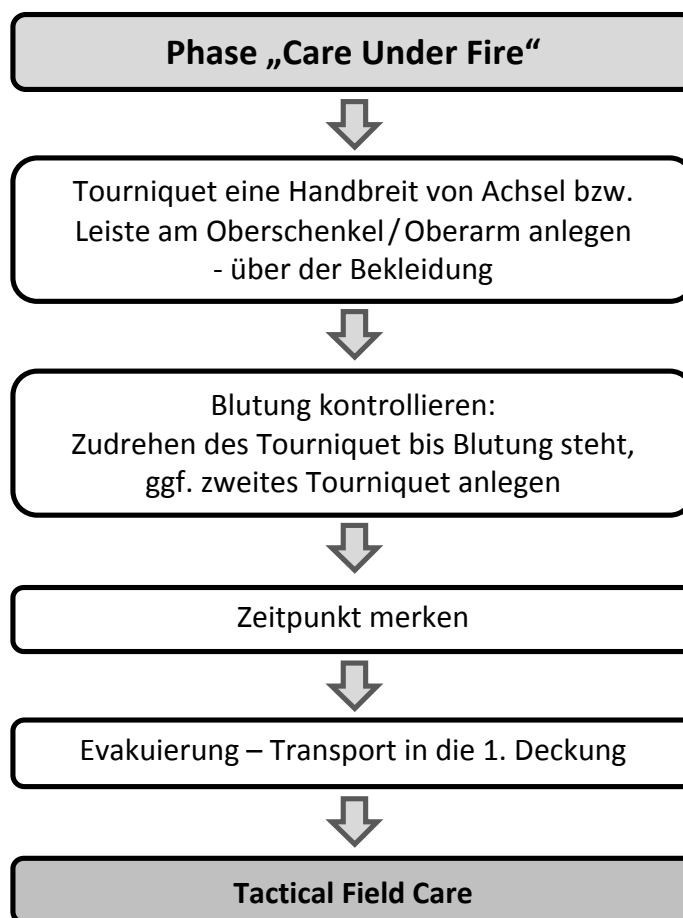 Phase „Care Under Fire“
Tourniquet eine Handbreit von Achsel bzw.
Leiste am Oberschenkel/Oberarm anlegen
- über der Bekleidung
Blutung kontrollieren:
Zudrehen des Tourniquet bis Blutung steht,
ggf. zweites Tourniquet anlegen
Zeitpunkt merken
Evakuierung – Transport in die 1. Deckung
Tactical Field Care